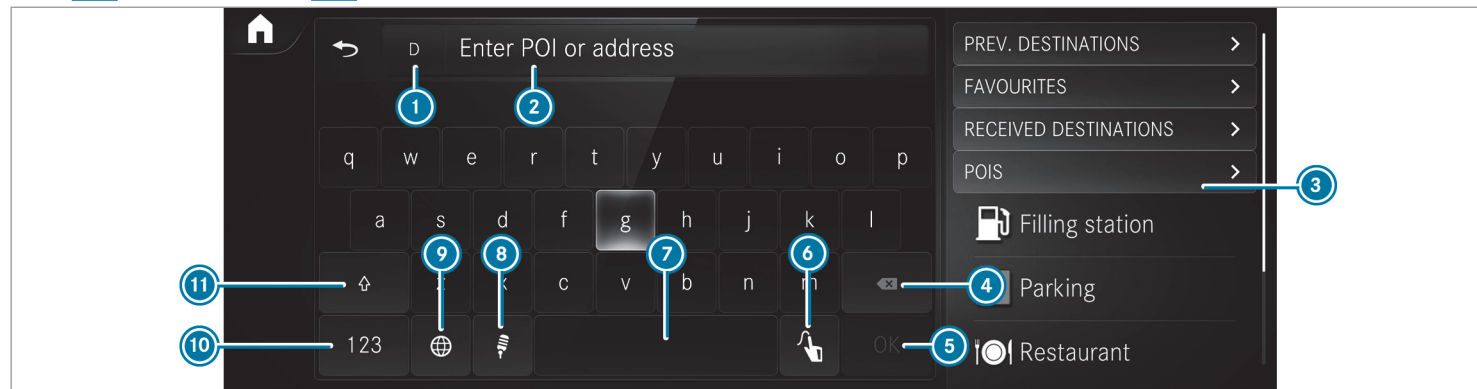 D Enter POI or address
1
2
PREV. DESTINATIONS
FAVOURITES
RECEIVED DESTINATIONS
POIS
3
q w e r t y u i o p
a s d f g h j k l
Filling station
9
8
7
6
11
z x c v b n m
4
Parking
10
123
OK
5
Restaurant